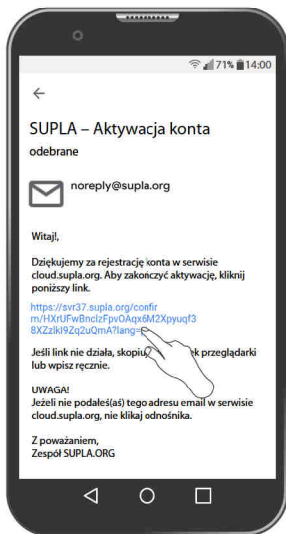 71% 14:00
SUPLA – Aktywacja konta
odebrane
noreply@supla.org
Witaj!,
Dziękujemy za rejestrację konta w serwisie
cloud.supla.org. Aby zakończyć aktywację, kliknij
poniższy link.
https://svr37.supla.org/confir
m/HXrUFwBnclzFpvOAqx6M2Xpyuqf3
8XZzlkI9Zq2uQmA?lang=
Jeśli link nie działa, skopiuj przeglądarki
lub wpisz ręcznie.
UWAGA!
Jeżeli nie podałeś(aś) tego adresu email w serwisie
cloud.supla.org, nie klikaj odnośnika.
Z poważaniem,
Zespół SUPLA.ORG